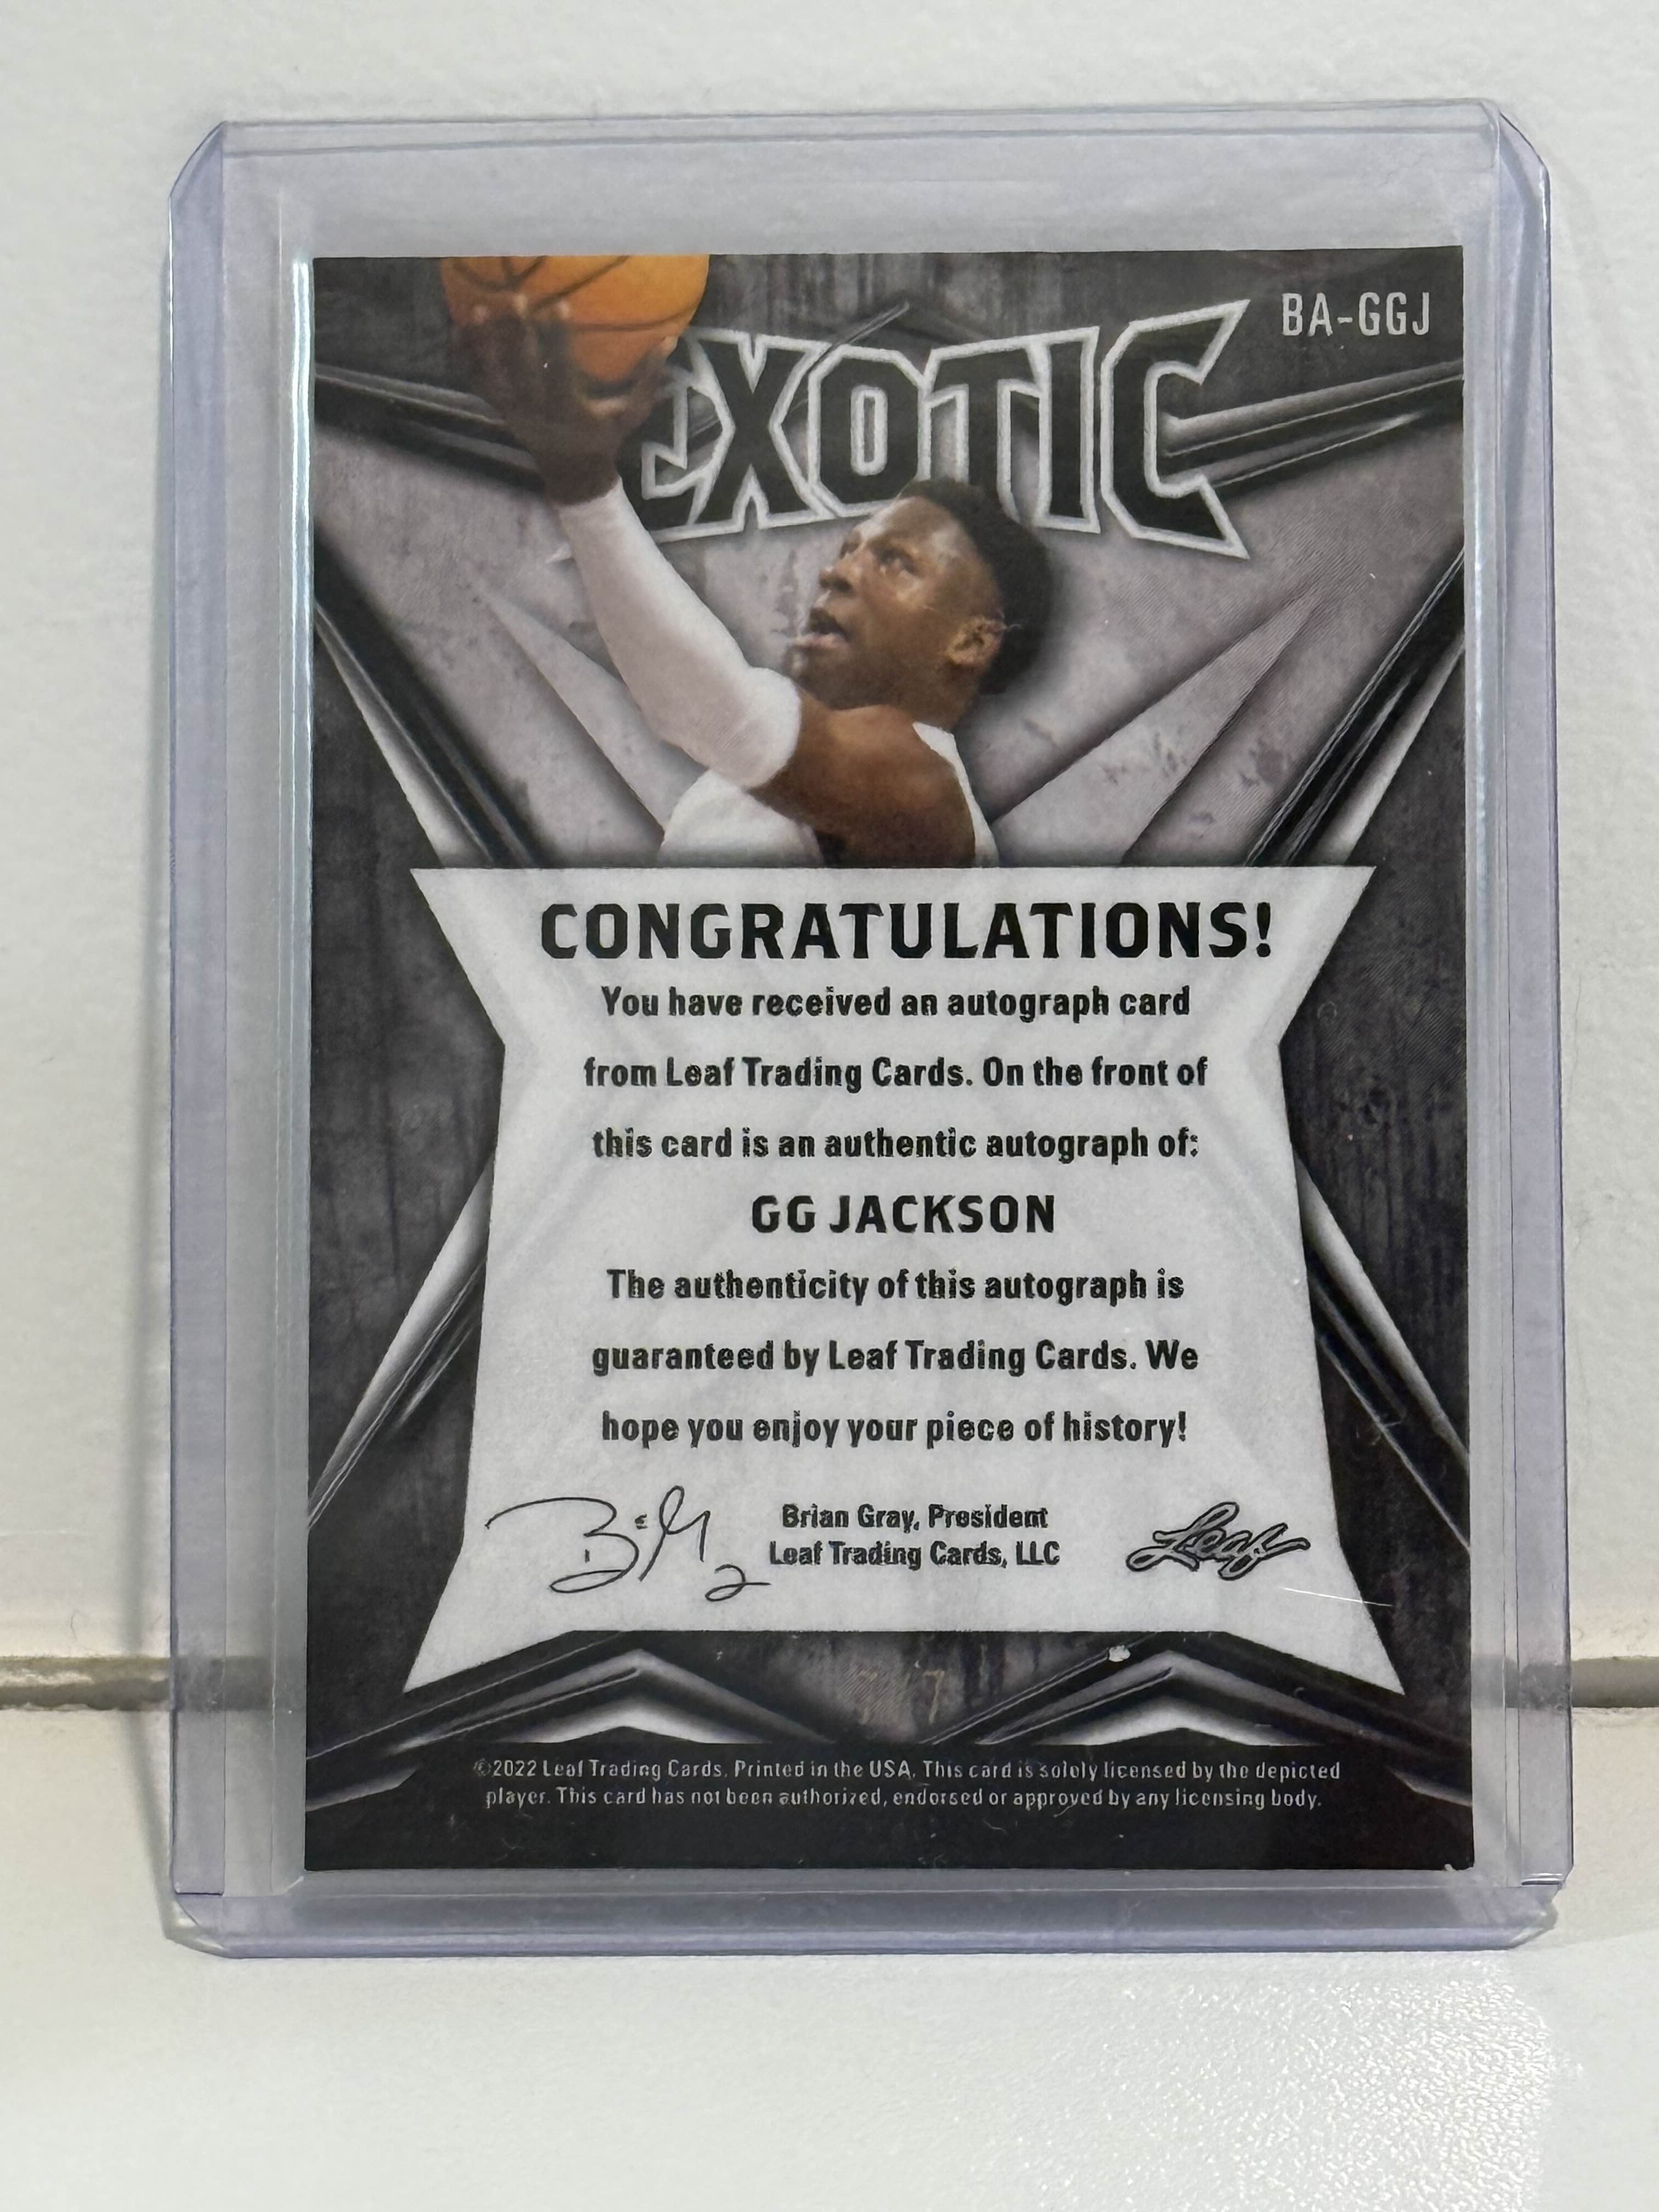 BA-GGJ
EXOTIC
CONGRATULATIONS!
You have received an autograph card
from Leaf Trading Cards. On the front of
this card is an authentic autograph of:
GG JACKSON
The authenticity of this autograph is
guaranteed by Leaf Trading Cards. We
hope you enjoy your piece of history!
Brian Gray, President
Leaf Trading Cards, LLC
Leaf
©2022 Leaf Trading Cards. Printed in the USA. This card is solely licensed by the depicted
player. This card has not been authorized, endorsed or approved by any licensing body.